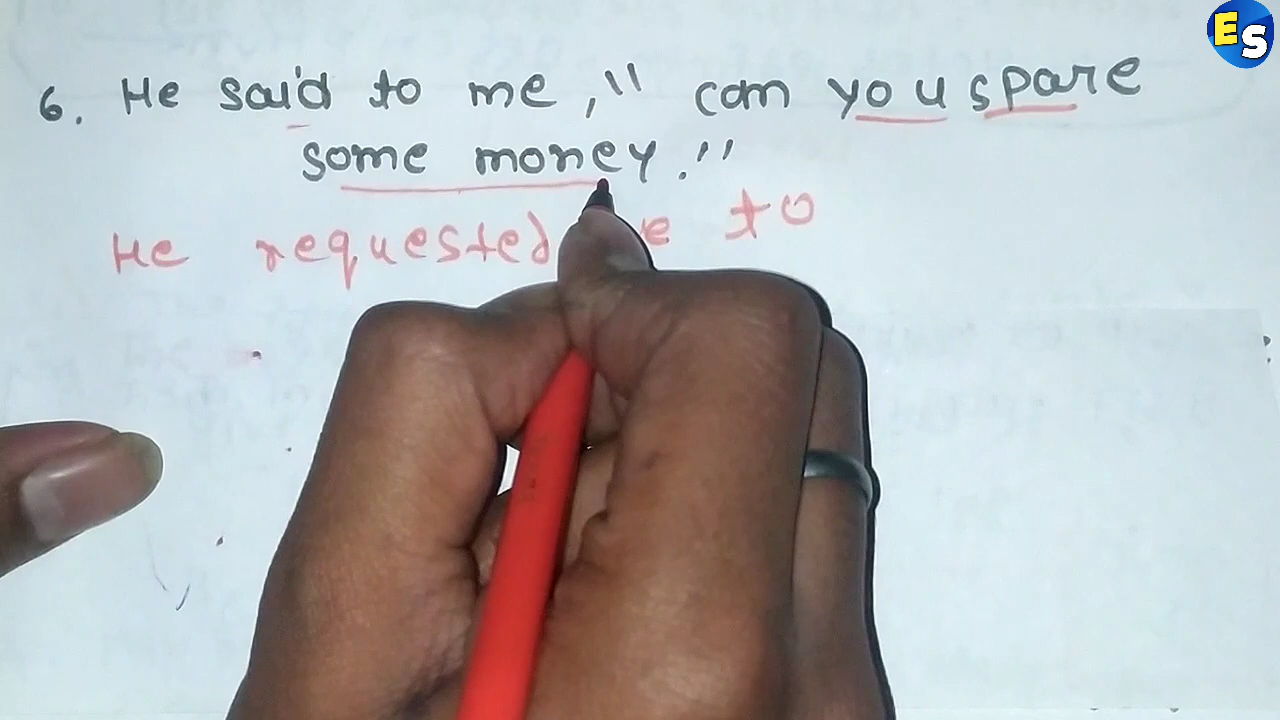 ES
6. He said to me, " can you spare
some money."
He requested to